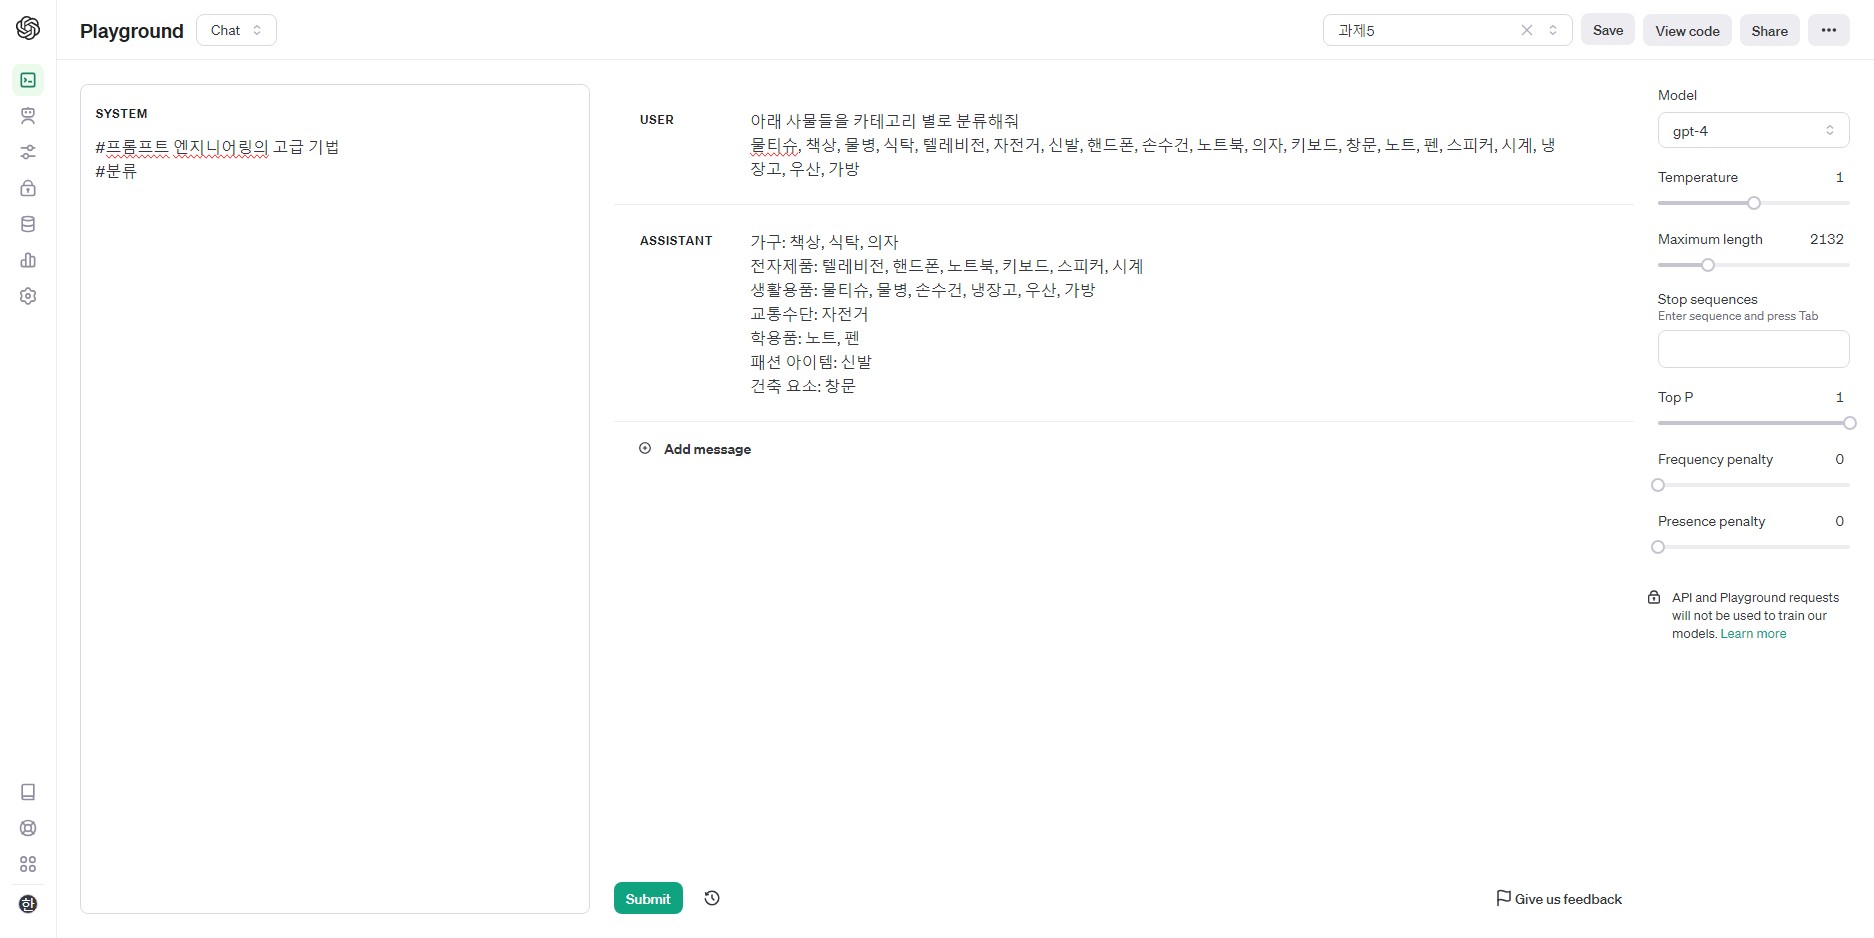 Playground
Chat
과제5
Save
View code
Share
SYSTEM
#프롬프트 엔지니어링의 고급 기법
#분류
USER
아래 사물들을 카테고리 별로 분류해줘
물티슈, 책상, 물병, 식탁, 텔레비전, 자전거, 신발, 핸드폰, 손수건, 노트북, 의자, 키보드, 창문, 노트, 펜, 스피커, 시계, 냉
장고, 우산, 가방
ASSISTANT
가구: 책상, 식탁, 의자
전자제품: 텔레비전, 핸드폰, 노트북, 키보드, 스피커, 시계
생활용품: 물티슈, 물병, 손수건, 냉장고, 우산, 가방
교통수단: 자전거
학용품: 노트, 펜
패션 아이템: 신발
건축 요소: 창문
Add message
Submit
Give us feedback
Model
gpt-4
Temperature 1
Maximum length 2132
Stop sequences
Enter sequence and press Tab
Top P 1
Frequency penalty 0
Presence penalty 0
API and Playground requests
will not be used to train our
models. Learn more
한